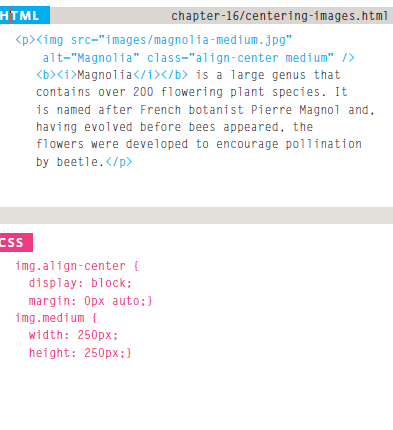 HTML chapter-16/centering-images.html
<p><img src="images/magnolia-medium.jpg"
alt="Magnolia" class="align-center medium" />
<b><i>Magnolia</i></b> is a large genus that
contains over 200 flowering plant species. It
is named after French botanist Pierre Magnol and,
having evolved before bees appeared, the
flowers were developed to encourage pollination
by beetle.</p>
CSS
img.align-center {
display: block;
margin: 0px auto;}
img.medium {
width: 250px;
height: 250px;}